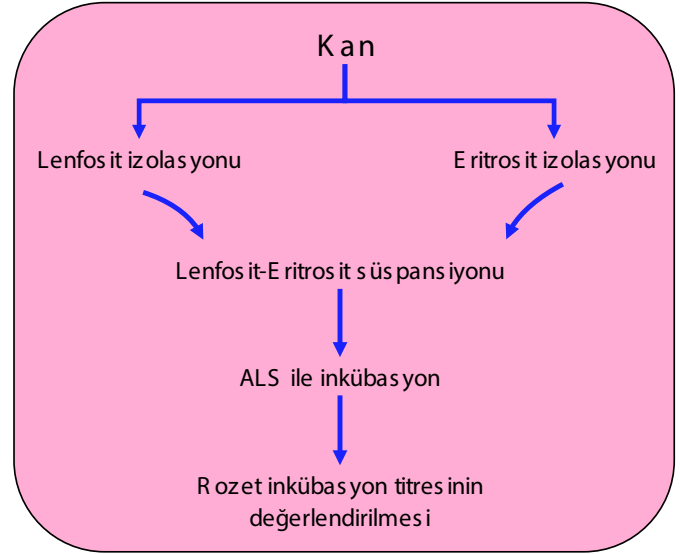 Kan
Lenfosit izolasyonu
Eritrosit izolasyonu
Lenfosit-Eritrosit süspansiyonu
ALS ile inkübasyon
Rozet inkübasyon titresinin
değerlendirilmesi